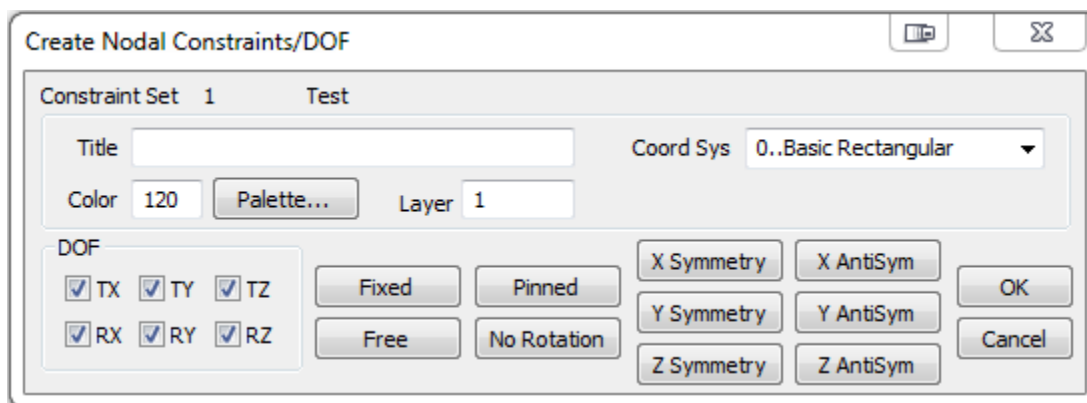 Create Nodal Constraints/DOF
Constraint Set 1 Test
Title Coord Sys 0..Basic Rectangular
Color 120 Palette... Layer 1
DOF
TX TY TZ
RX RY RZ
Fixed Pinned
Free No Rotation
X Symmetry X AntiSym
Y Symmetry Y AntiSym
Z Symmetry Z AntiSym
OK
Cancel